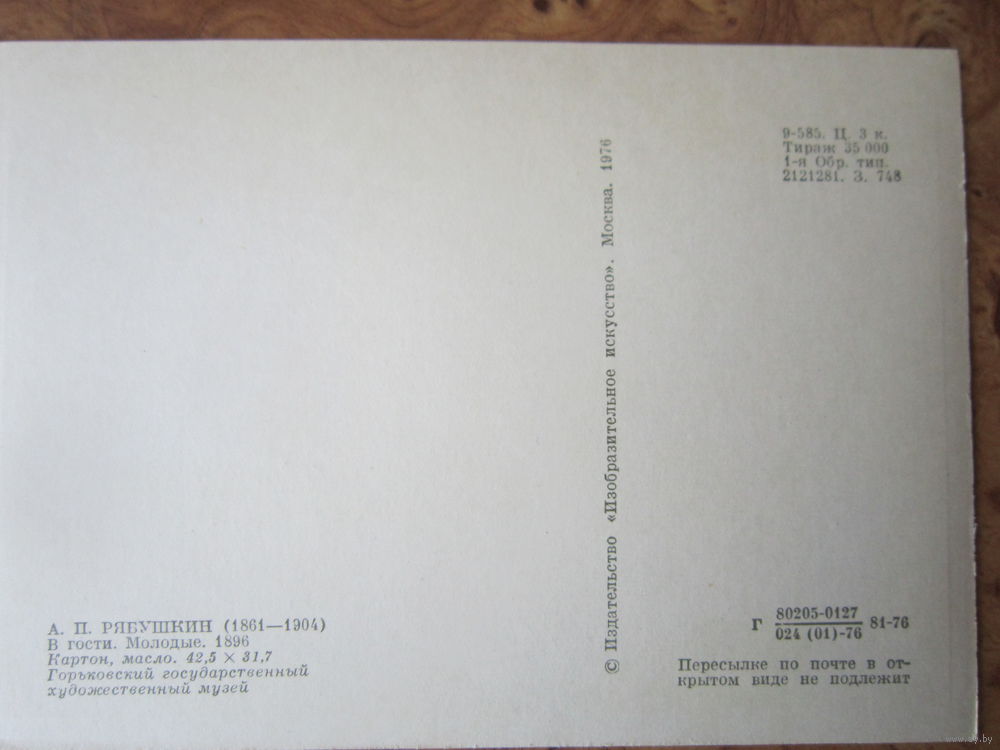 9-585. Ц. 3 к.
Тираж 35 000
1-я Обр. тип.
2121281. З. 748
© Издательство «Изобразительное искусство». Москва. 1976
А. П. РЯБУШКИН (1861—1904)
В гости. Молодые. 1896
Картон, масло. 42,5 × 31,7
Горьковский государственный
художественный музей
Г 80205-0127 81-76
024 (01)-76
Пересылке по почте в от-
крытом виде не подлежит
ay.by